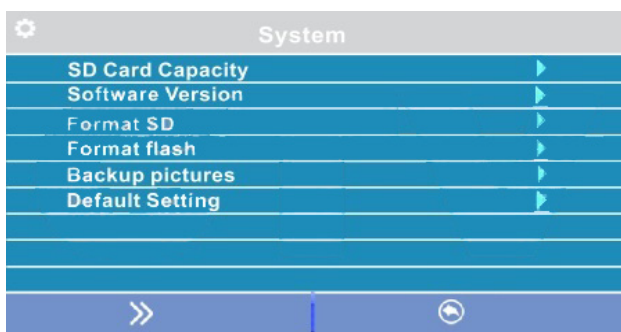 System
SD Card Capacity
Software Version
Format SD
Format flash
Backup pictures
Default Setting